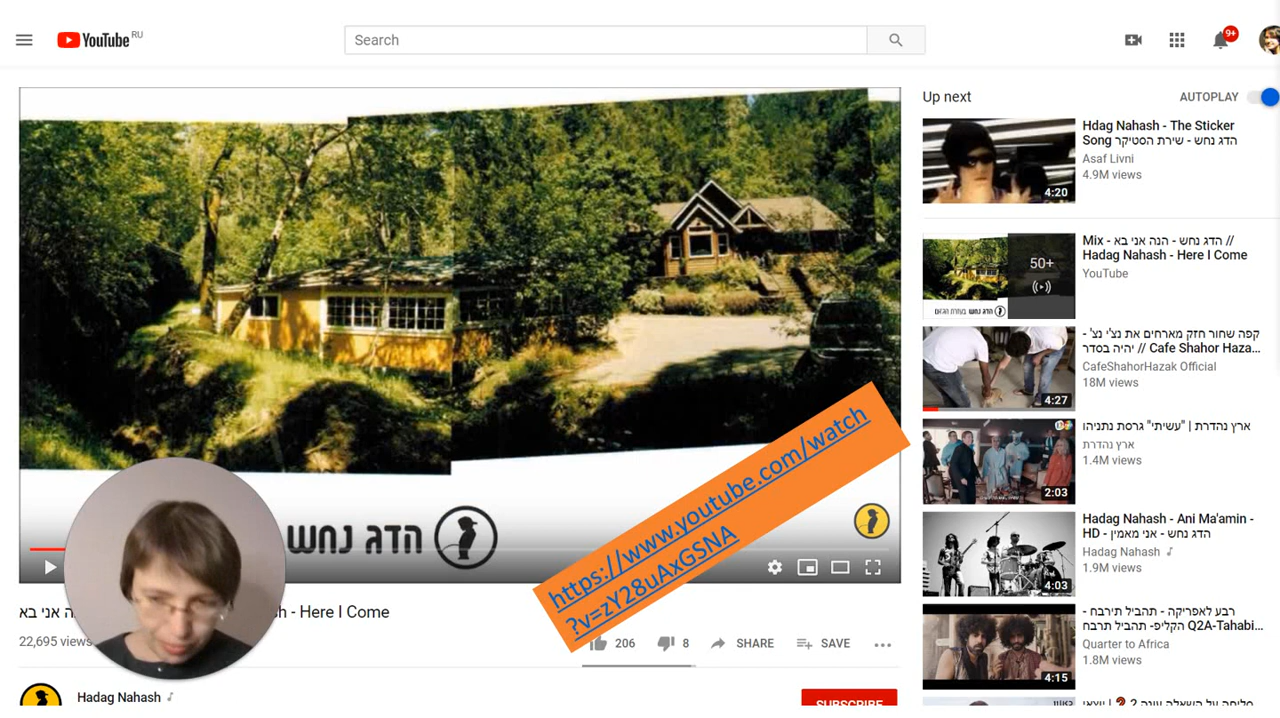 YouTube RU
Search
9+
Up next
AUTOPLAY
Hdag Nahash - The Sticker
Song הדג נחש - שירת הסטיקר
Asaf Livni
4.9M views
4:20
Mix - הדג נחש - הנה אני בא //
Hadag Nahash - Here I Come
YouTube
50+
הדג נחש
קפה שחור חזק מארחים את נצ'י נצ' -
יהיה בסדר // Cafe Shahor Haza...
CafeShahorHazak Official
18M views
4:27
ארץ נהדרת | "עשיתי" גרסת נתניהו
ארץ נהדרת
1.4M views
2:03
Hadag Nahash - Ani Ma'amin -
HD - הדג נחש - אני מאמין
Hadag Nahash
1.9M views
4:03
רבע לאפריקה - תהביל תירבח -
הקליפ- תהביל תרבח Q2A-Tahabi...
Quarter to Africa
1.8M views
4:15
הדג נחש
https://www.youtube.com/watch
?v=zY28uAxGSNA
ה אני בא
h - Here I Come
22,695 views
206
8
SHARE
SAVE
Hadag Nahash
SUBSCRIBE